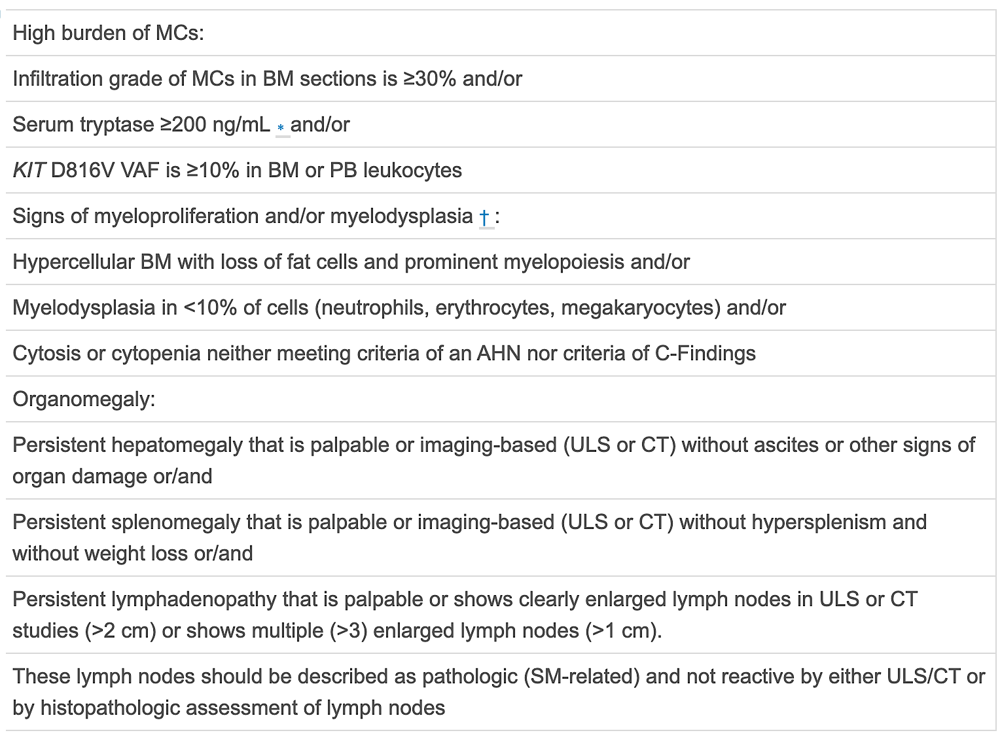 High burden of MCs:
Infiltration grade of MCs in BM sections is ≥30% and/or
Serum tryptase ≥200 ng/mL * and/or
KIT D816V VAF is ≥10% in BM or PB leukocytes
Signs of myeloproliferation and/or myelodysplasia † :
Hypercellular BM with loss of fat cells and prominent myelopoiesis and/or
Myelodysplasia in <10% of cells (neutrophils, erythrocytes, megakaryocytes) and/or
Cytosis or cytopenia neither meeting criteria of an AHN nor criteria of C-Findings
Organomegaly:
Persistent hepatomegaly that is palpable or imaging-based (ULS or CT) without ascites or other signs of
organ damage or/and
Persistent splenomegaly that is palpable or imaging-based (ULS or CT) without hypersplenism and
without weight loss or/and
Persistent lymphadenopathy that is palpable or shows clearly enlarged lymph nodes in ULS or CT
studies (>2 cm) or shows multiple (>3) enlarged lymph nodes (>1 cm).
These lymph nodes should be described as pathologic (SM-related) and not reactive by either ULS/CT or
by histopathologic assessment of lymph nodes